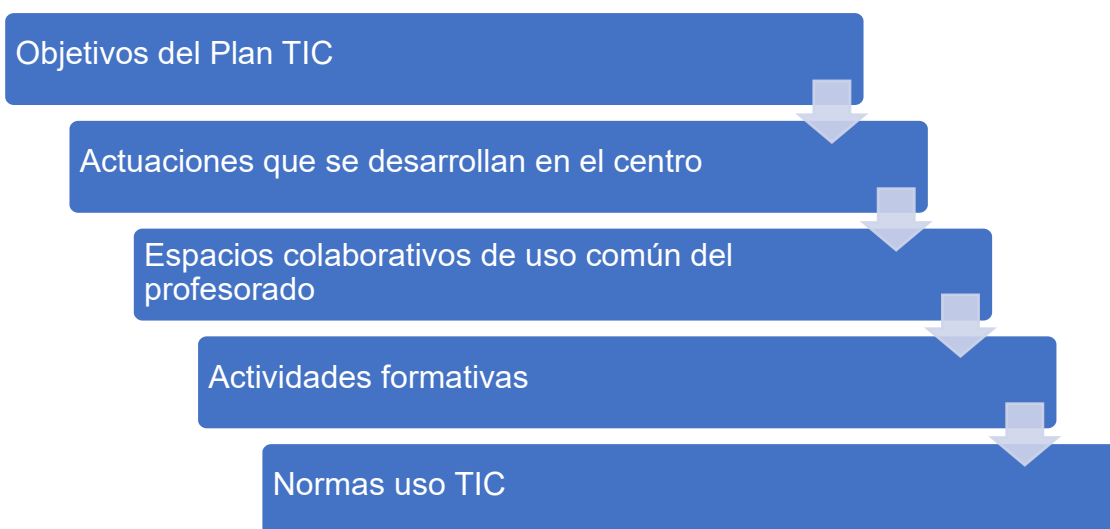 Objetivos del Plan TIC
Actuaciones que se desarrollan en el centro
Espacios colaborativos de uso común del
profesorado
Actividades formativas
Normas uso TIC